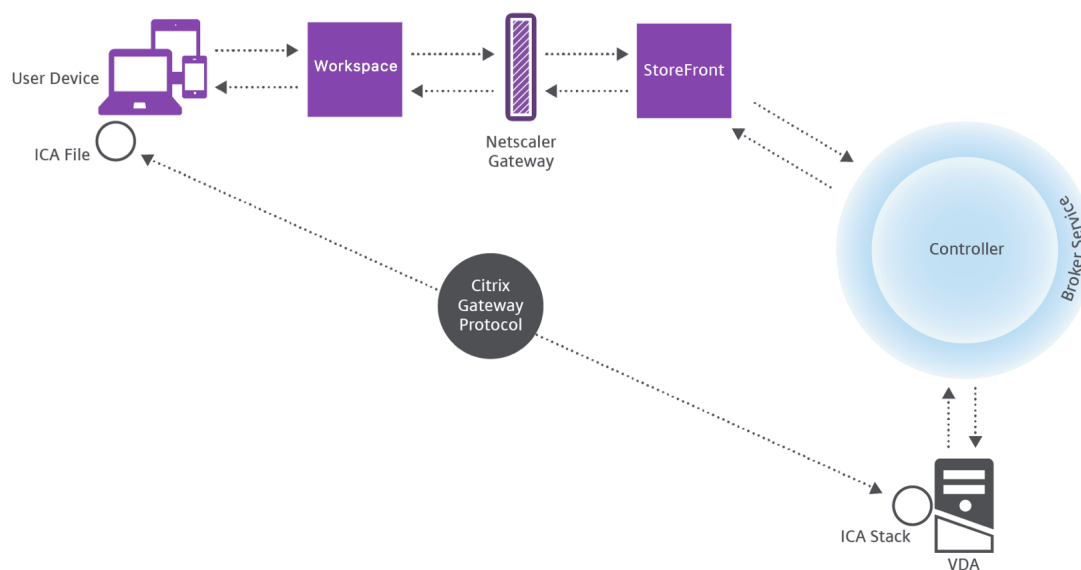 User Device
Workspace
StoreFront
Netscaler
Gateway
ICA File
Controller
Broker Service
Citrix
Gateway
Protocol
ICA Stack
VDA